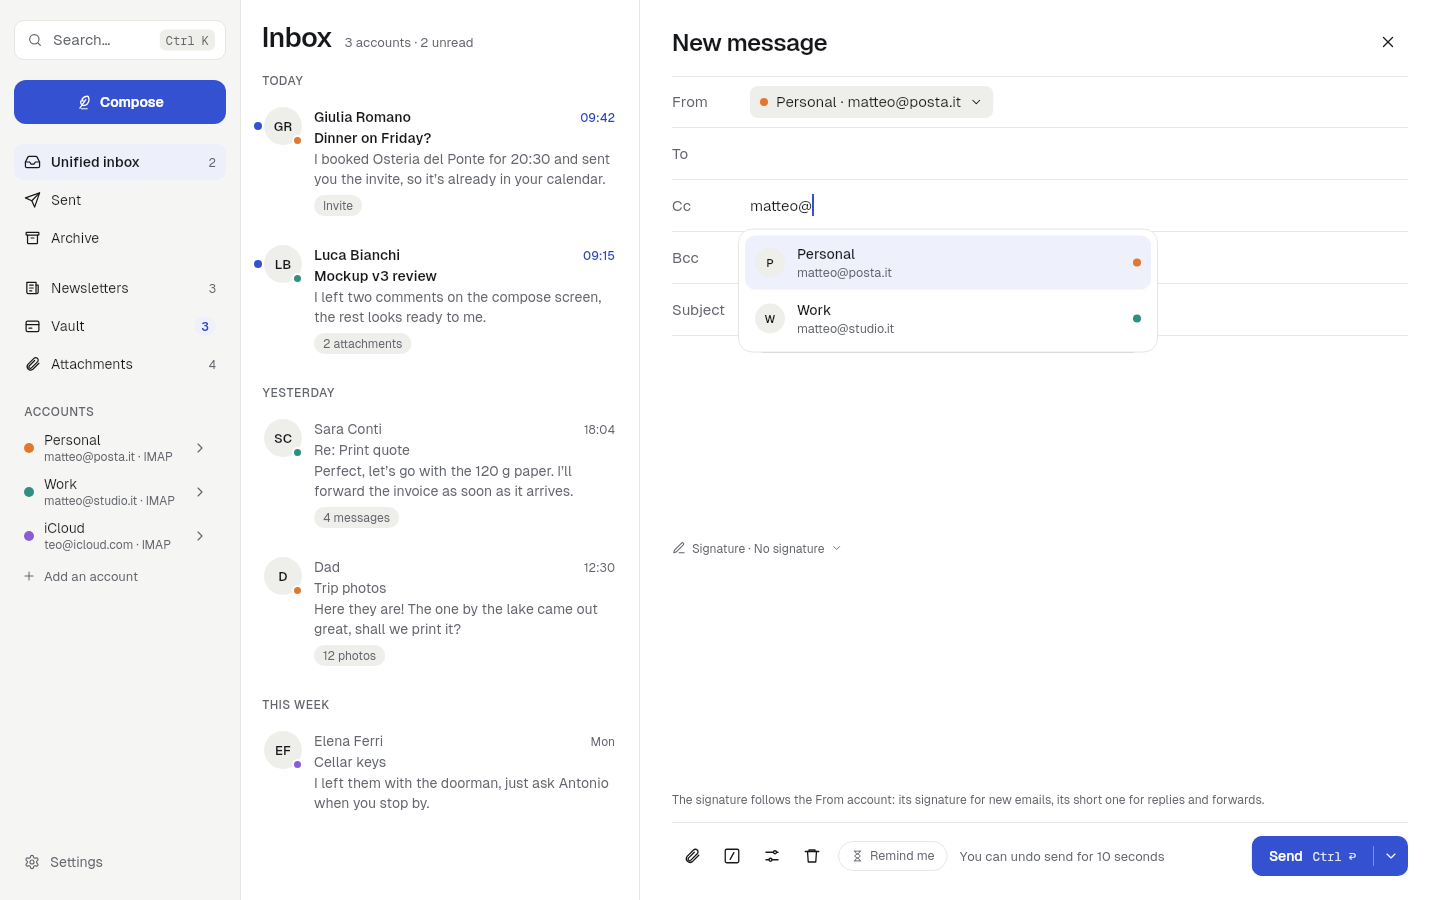 Search...
Ctrl K
Compose
Unified inbox
2
Sent
Archive
Newsletters
3
Vault
3
Attachments
4
ACCOUNTS
Personal
matteo@posta.it · IMAP
Work
matteo@studio.it · IMAP
iCloud
teo@icloud.com · IMAP
Add an account
Settings
Inbox
3 accounts · 2 unread
TODAY
GR
Giulia Romano
09:42
Dinner on Friday?
I booked Osteria del Ponte for 20:30 and sent
you the invite, so it's already in your calendar.
Invite
LB
Luca Bianchi
09:15
Mockup v3 review
I left two comments on the compose screen,
the rest looks ready to me.
2 attachments
YESTERDAY
SC
Sara Conti
18:04
Re: Print quote
Perfect, let's go with the 120 g paper. I'll
forward the invoice as soon as it arrives.
4 messages
D
Dad
12:30
Trip photos
Here they are! The one by the lake came out
great, shall we print it?
12 photos
THIS WEEK
EF
Elena Ferri
Mon
Cellar keys
I left them with the doorman, just ask Antonio
when you stop by.
New message
From
Personal · matteo@posta.it
To
Cc
matteo@
Bcc
P
Personal
matteo@posta.it
Subject
W
Work
matteo@studio.it
Signature · No signature
The signature follows the From account: its signature for new emails, its short one for replies and forwards.
Remind me
You can undo send for 10 seconds
Send
Ctrl